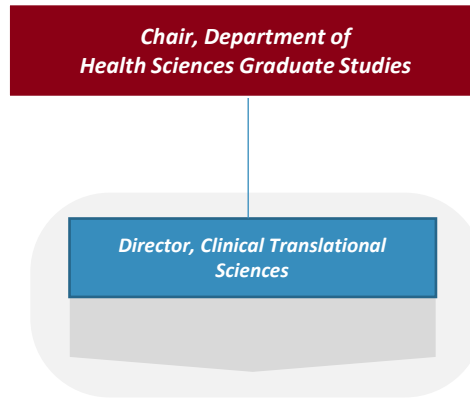 Chair, Department of
Health Sciences Graduate Studies
Director, Clinical Translational
Sciences